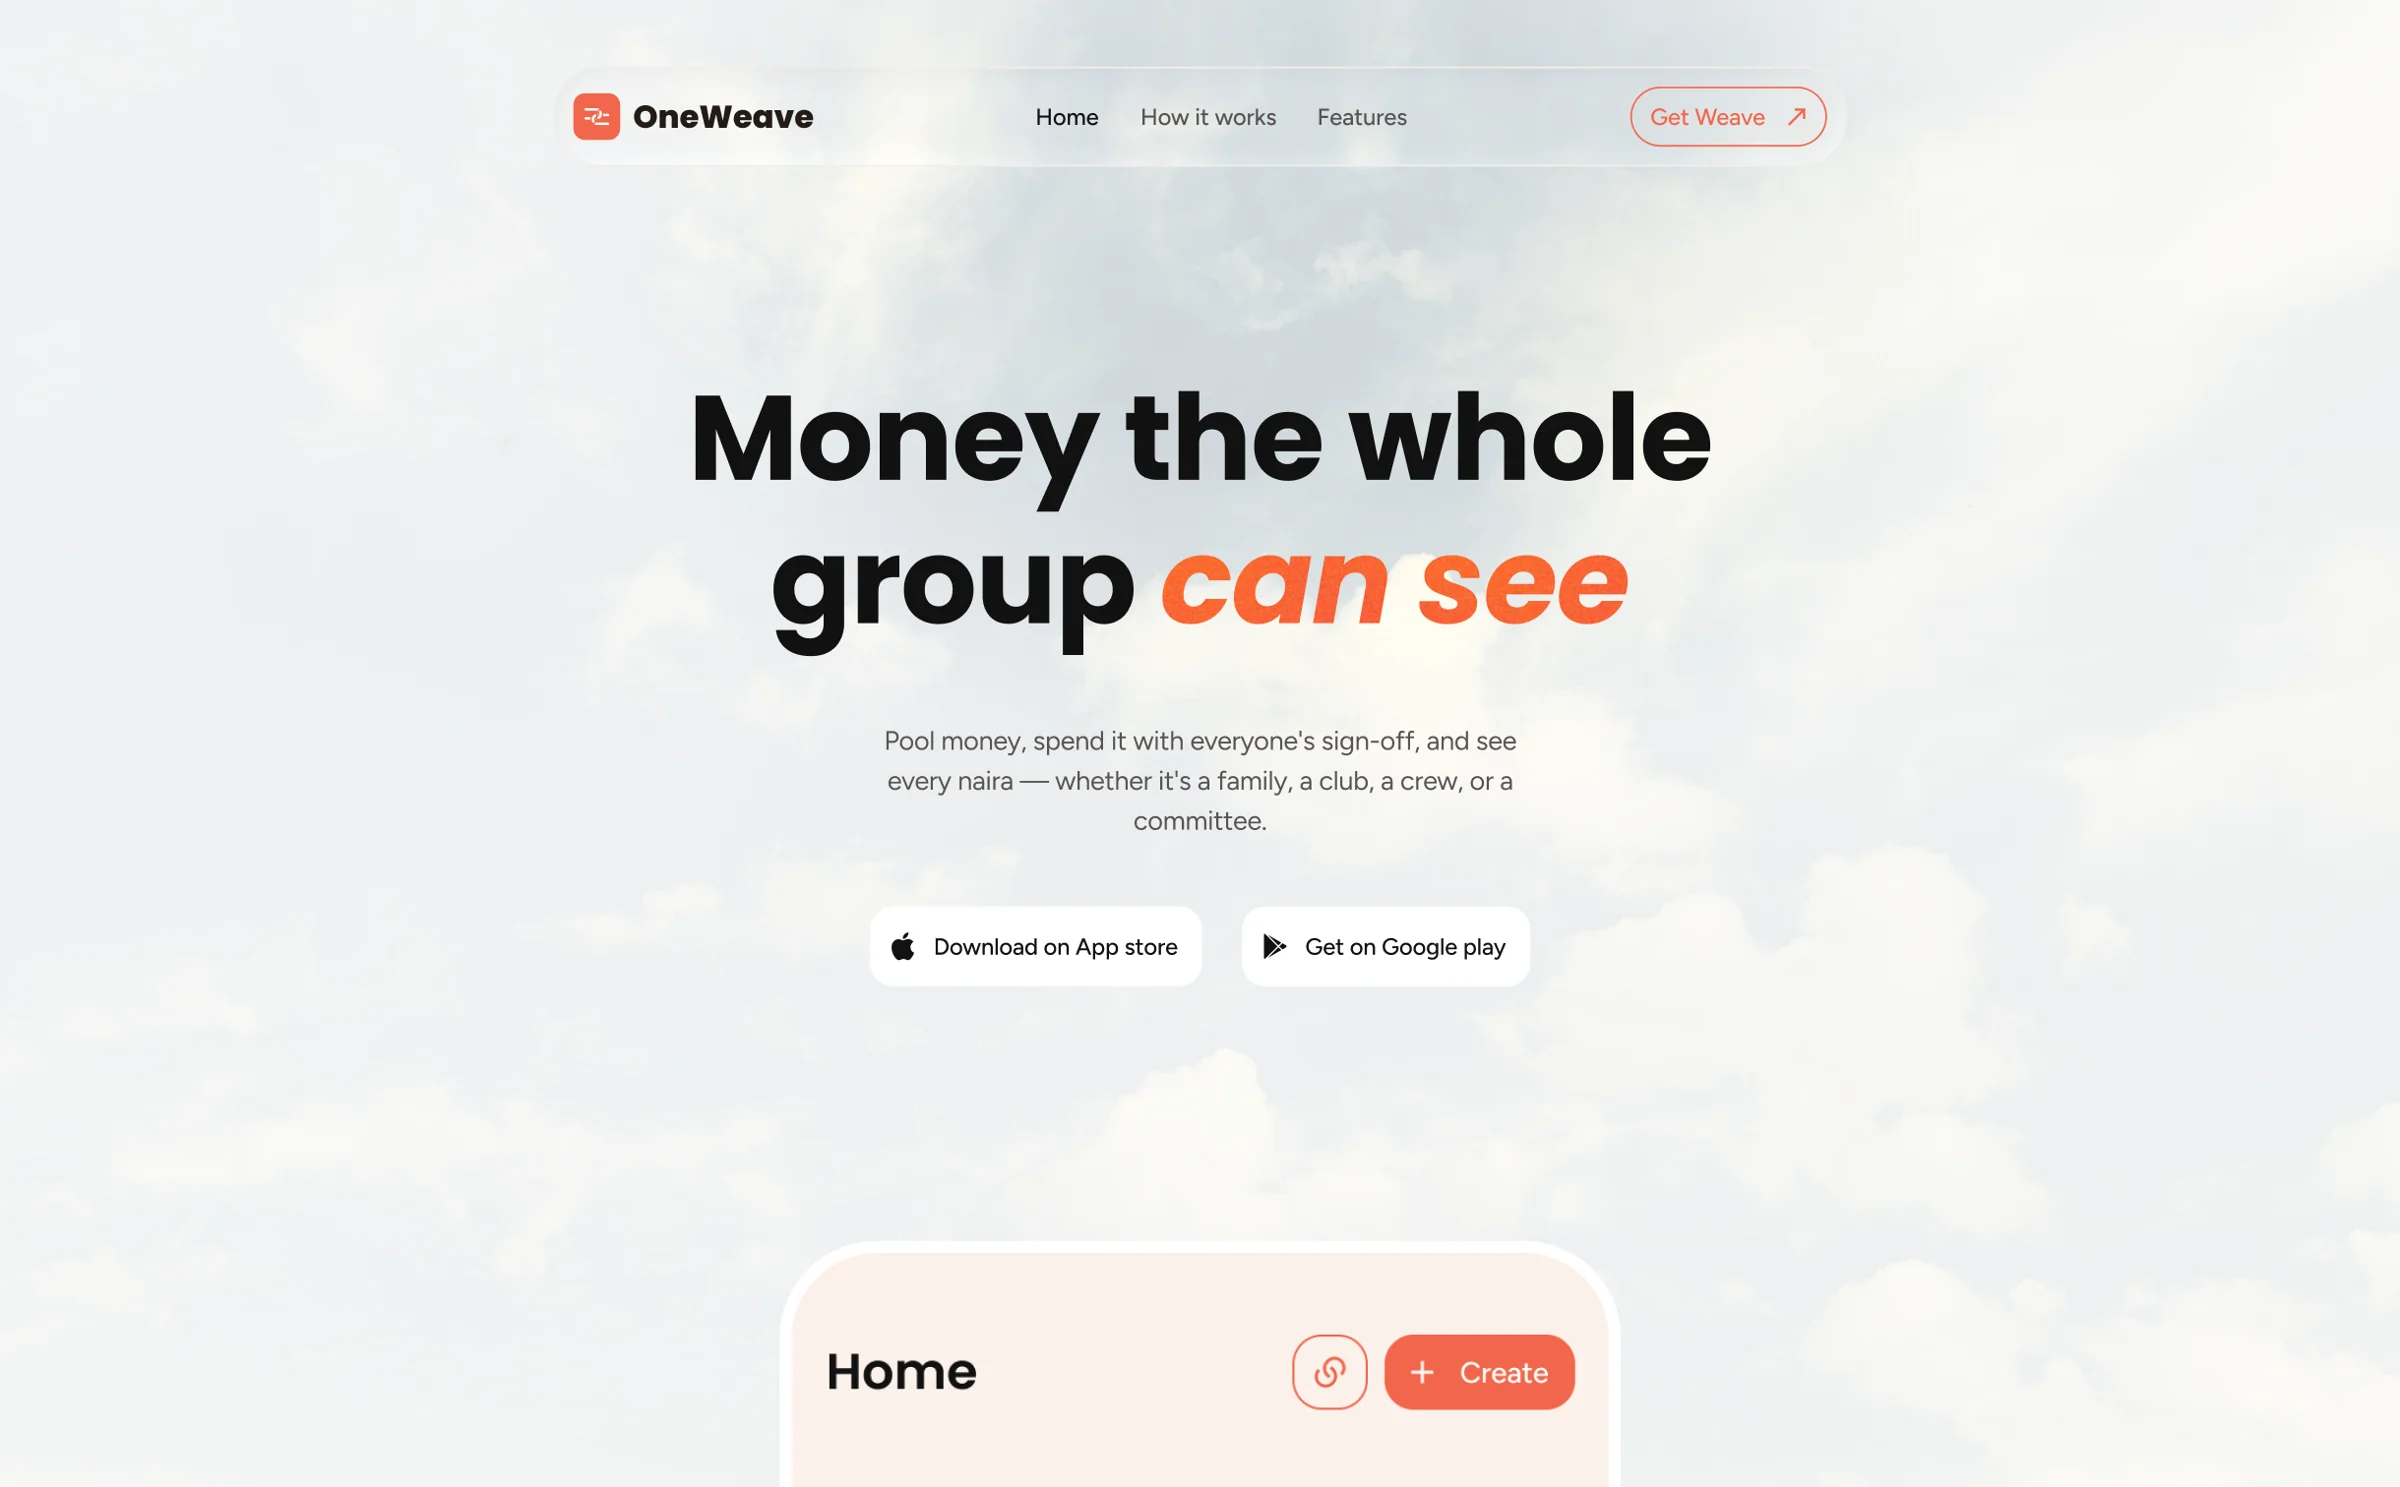 OneWeave
Home
How it works
Features
Get Weave
Money the whole
group can see
Pool money, spend it with everyone's sign-off, and see
every naira — whether it's a family, a club, a crew, or a
committee.
Download on App store
Get on Google play
Home
Create